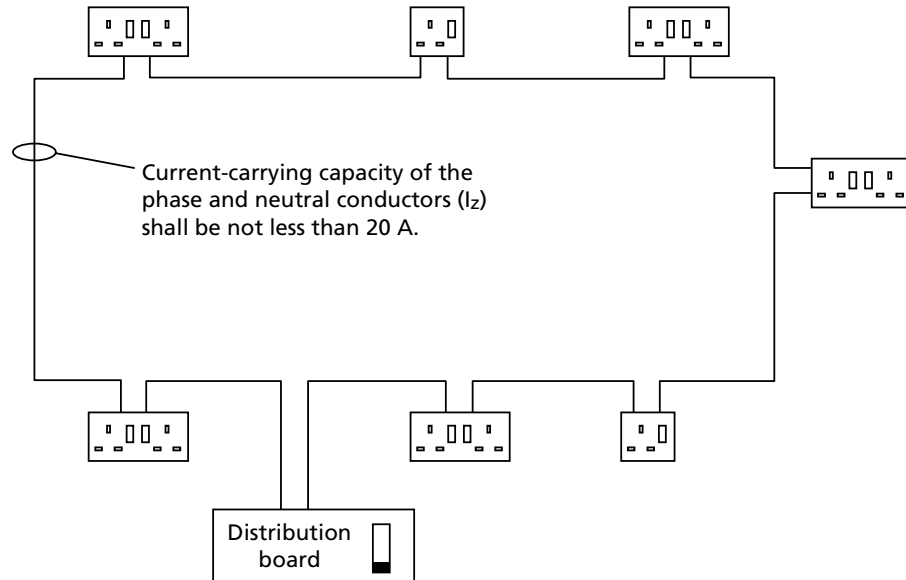 Current-carrying capacity of the
phase and neutral conductors (Iz)
shall be not less than 20 A.
Distribution
board